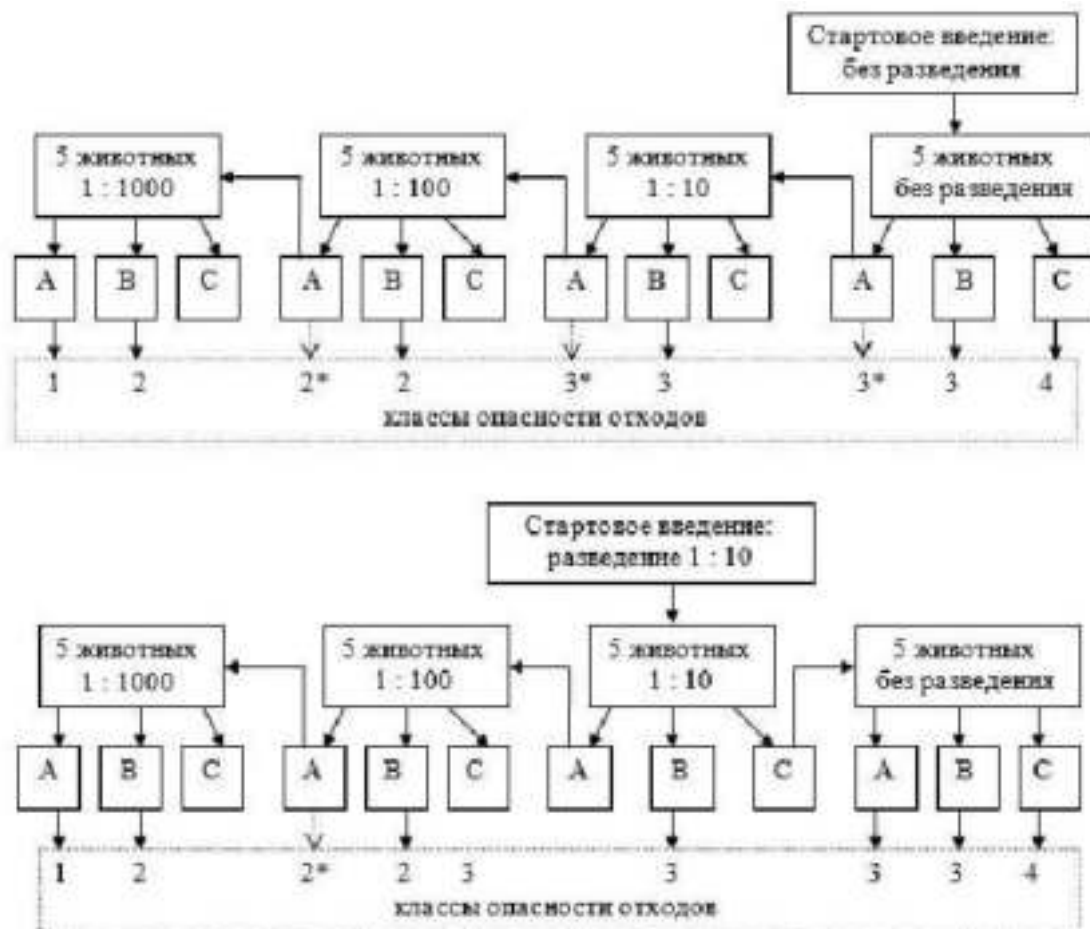 Стартовое введение:
без разведения
5 животных
1 : 1000
5 животных
1 : 100
5 животных
1 : 10
5 животных
без разведения
A B C A B C A B C A B C
1 2 2* 2 3* 3 3* 3 4
классы опасности отходов
Стартовое введение:
разведение 1 : 10
5 животных
1 : 1000
5 животных
1 : 100
5 животных
1 : 10
5 животных
без разведения
A B C A B C A B C A B C
1 2 2* 2 3 3 3 3 4
классы опасности отходов